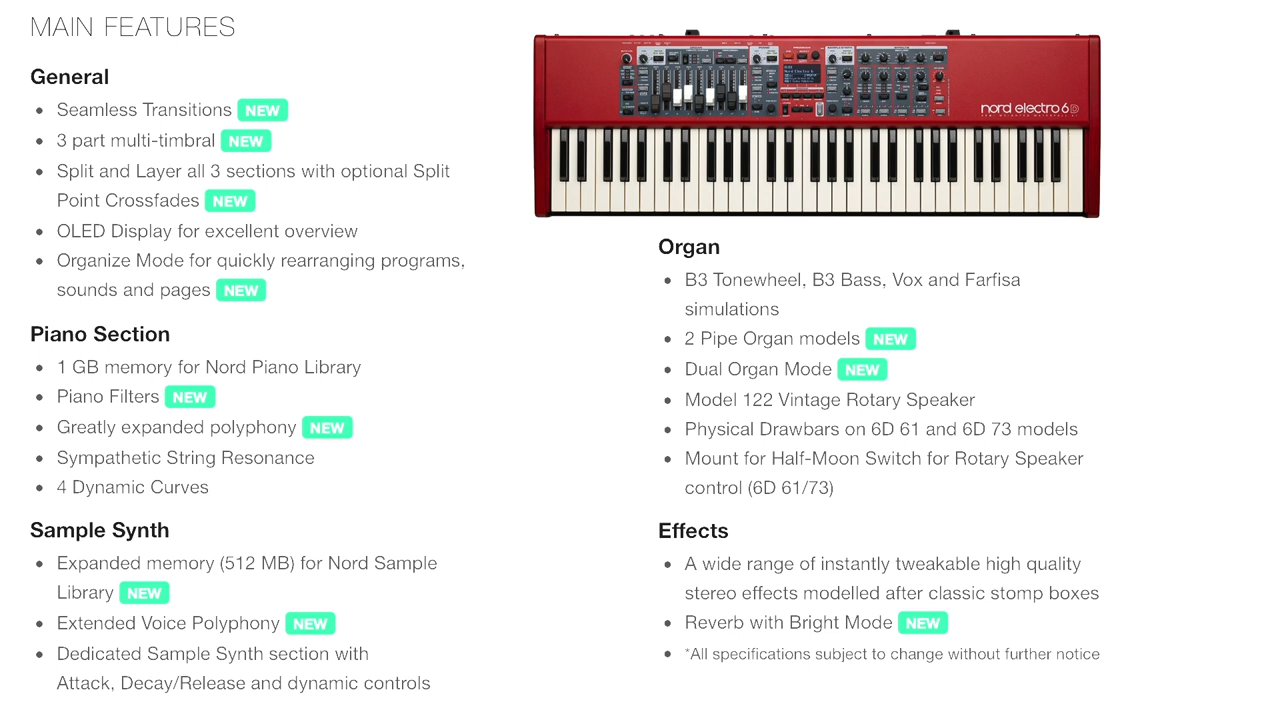 MAIN FEATURES
General
Seamless Transitions NEW
3 part multi-timbral NEW
Split and Layer all 3 sections with optional Split
Point Crossfades NEW
OLED Display for excellent overview
Organize Mode for quickly rearranging programs,
sounds and pages NEW
Piano Section
1 GB memory for Nord Piano Library
Piano Filters NEW
Greatly expanded polyphony NEW
Sympathetic String Resonance
4 Dynamic Curves
Sample Synth
Expanded memory (512 MB) for Nord Sample
Library NEW
Extended Voice Polyphony NEW
Dedicated Sample Synth section with
Attack, Decay/Release and dynamic controls
nord electro 6D
Organ
B3 Tonewheel, B3 Bass, Vox and Farfisa
simulations
2 Pipe Organ models NEW
Dual Organ Mode NEW
Model 122 Vintage Rotary Speaker
Physical Drawbars on 6D 61 and 6D 73 models
Mount for Half-Moon Switch for Rotary Speaker
control (6D 61/73)
Effects
A wide range of instantly tweakable high quality
stereo effects modelled after classic stomp boxes
Reverb with Bright Mode NEW
*All specifications subject to change without further notice